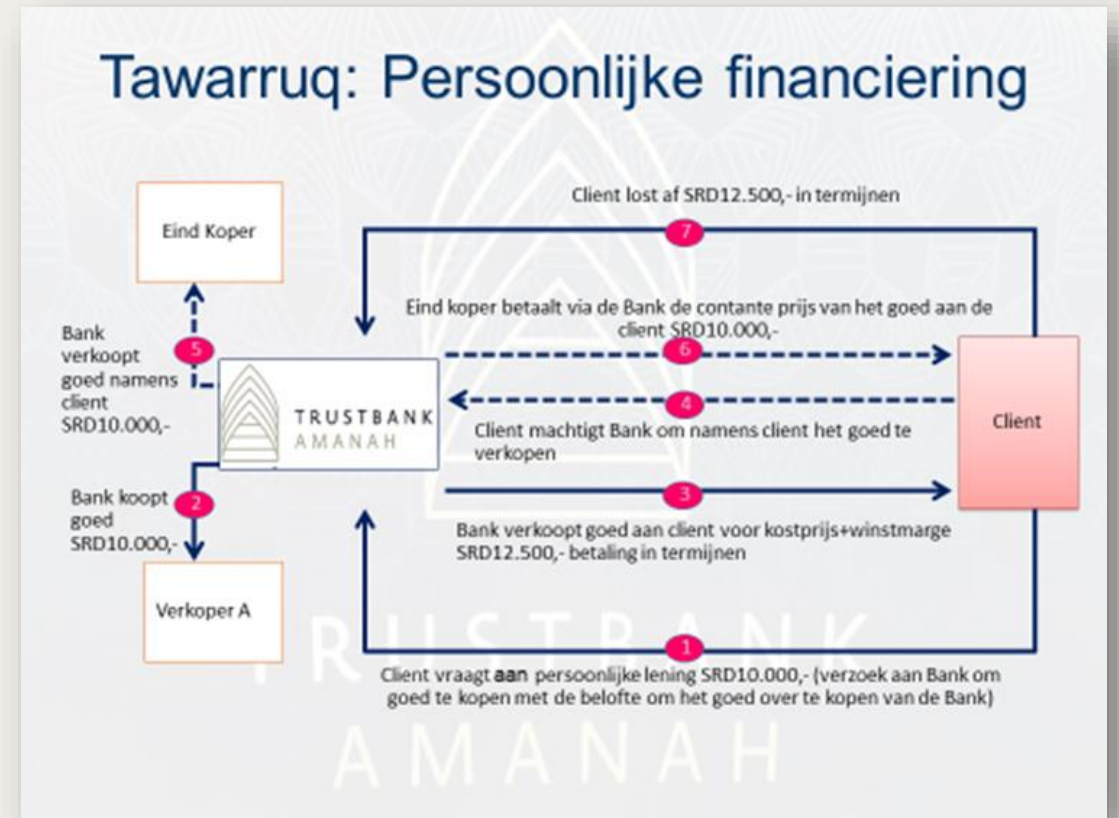 Tawarruq: Persoonlijke financiering
Client lost af SRD12.500,- in termijnen
7
Eind Koper
Eind koper betaalt via de Bank de contante prijs van het goed aan de
client SRD10.000,-
6
Bank
verkoopt
goed namens
client
SRD10.000,-
5
TRUSTBANK
AMANAH
4
Client machtigt Bank om namens client het goed te
verkopen
Client
3
Bank verkoopt goed aan client voor kostprijs+winstmarge
SRD12.500,- betaling in termijnen
Bank koopt
goed
SRD10.000,-
2
Verkoper A
1
Client vraagt aan persoonlijke lening SRD10.000,- (verzoek aan Bank om
goed te kopen met de belofte om het goed over te kopen van de Bank)
TRUSTBANK
AMANAH